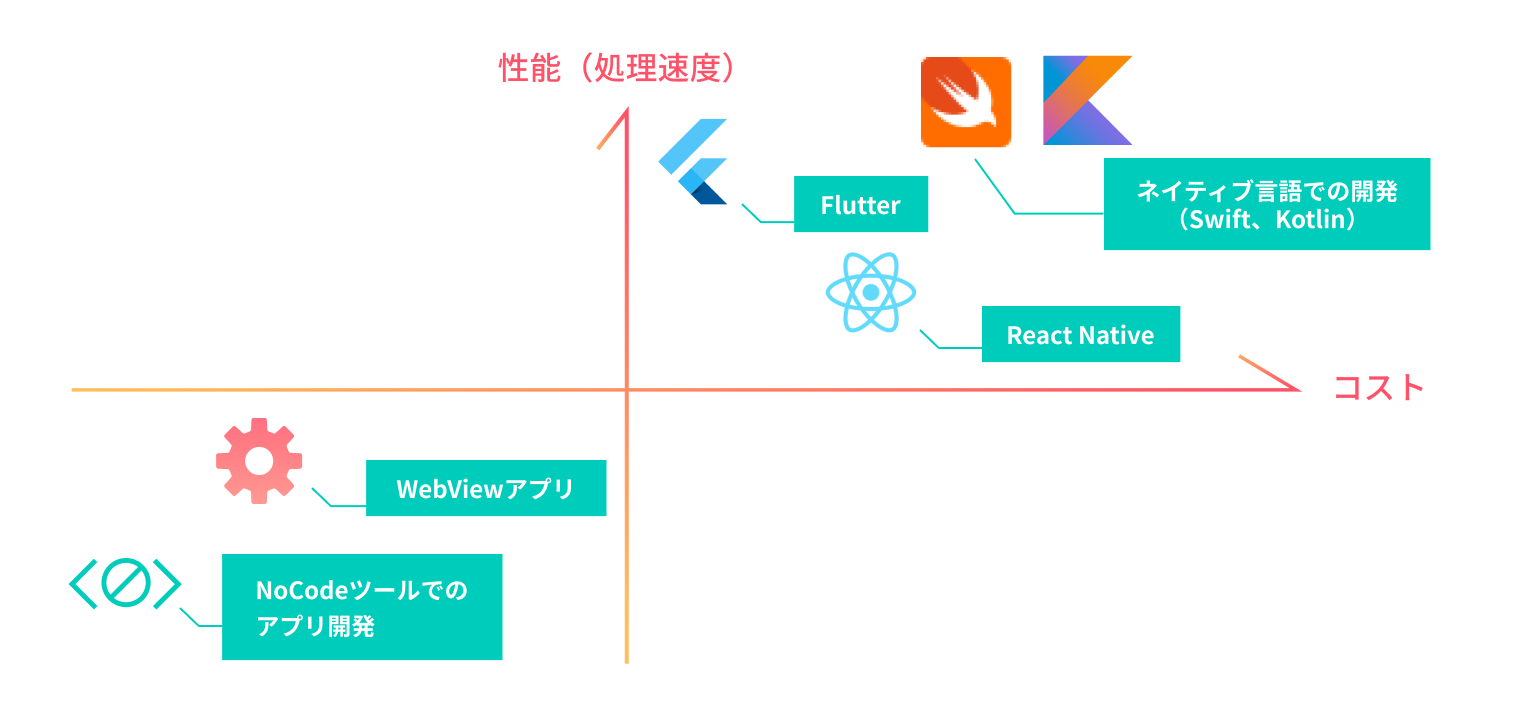 性能（処理速度）
Flutter
ネイティブ言語での開発
（Swift、Kotlin）
React Native
コスト
WebViewアプリ
NoCodeツールでの
アプリ開発